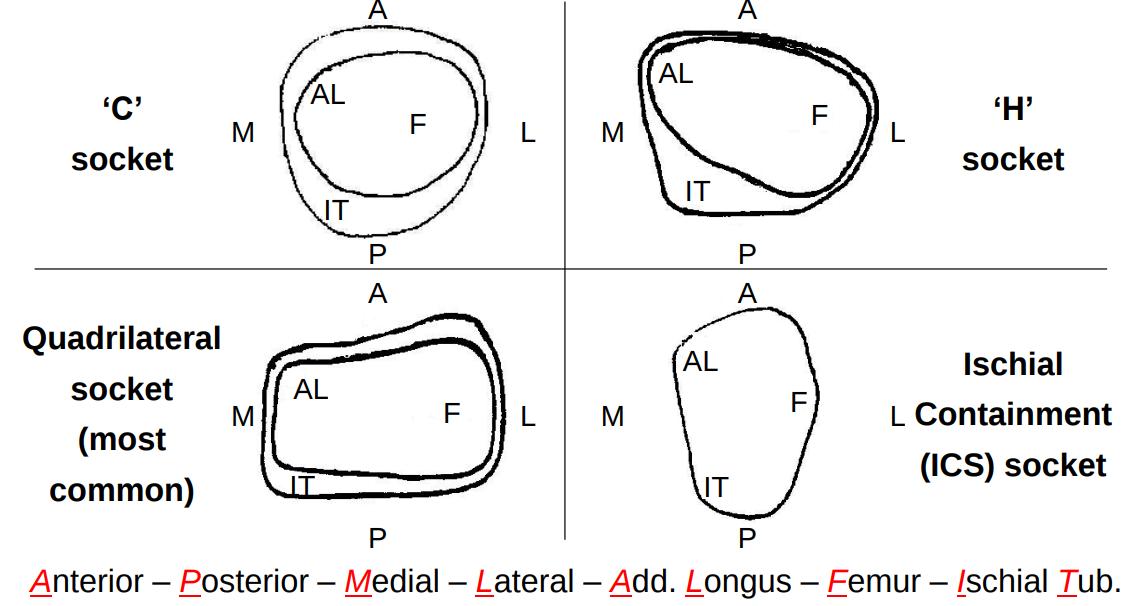 A
AL
F
M
L
IT
P
‘C’
socket
A
AL
F
M
L
IT
P
‘H’
socket
A
AL
F
M
L
IT
P
Quadrilateral
socket
(most
common)
A
AL
F
M
L
IT
P
Ischial
Containment
(ICS) socket
Anterior – Posterior – Medial – Lateral – Add. Longus – Femur – Ischial Tub.